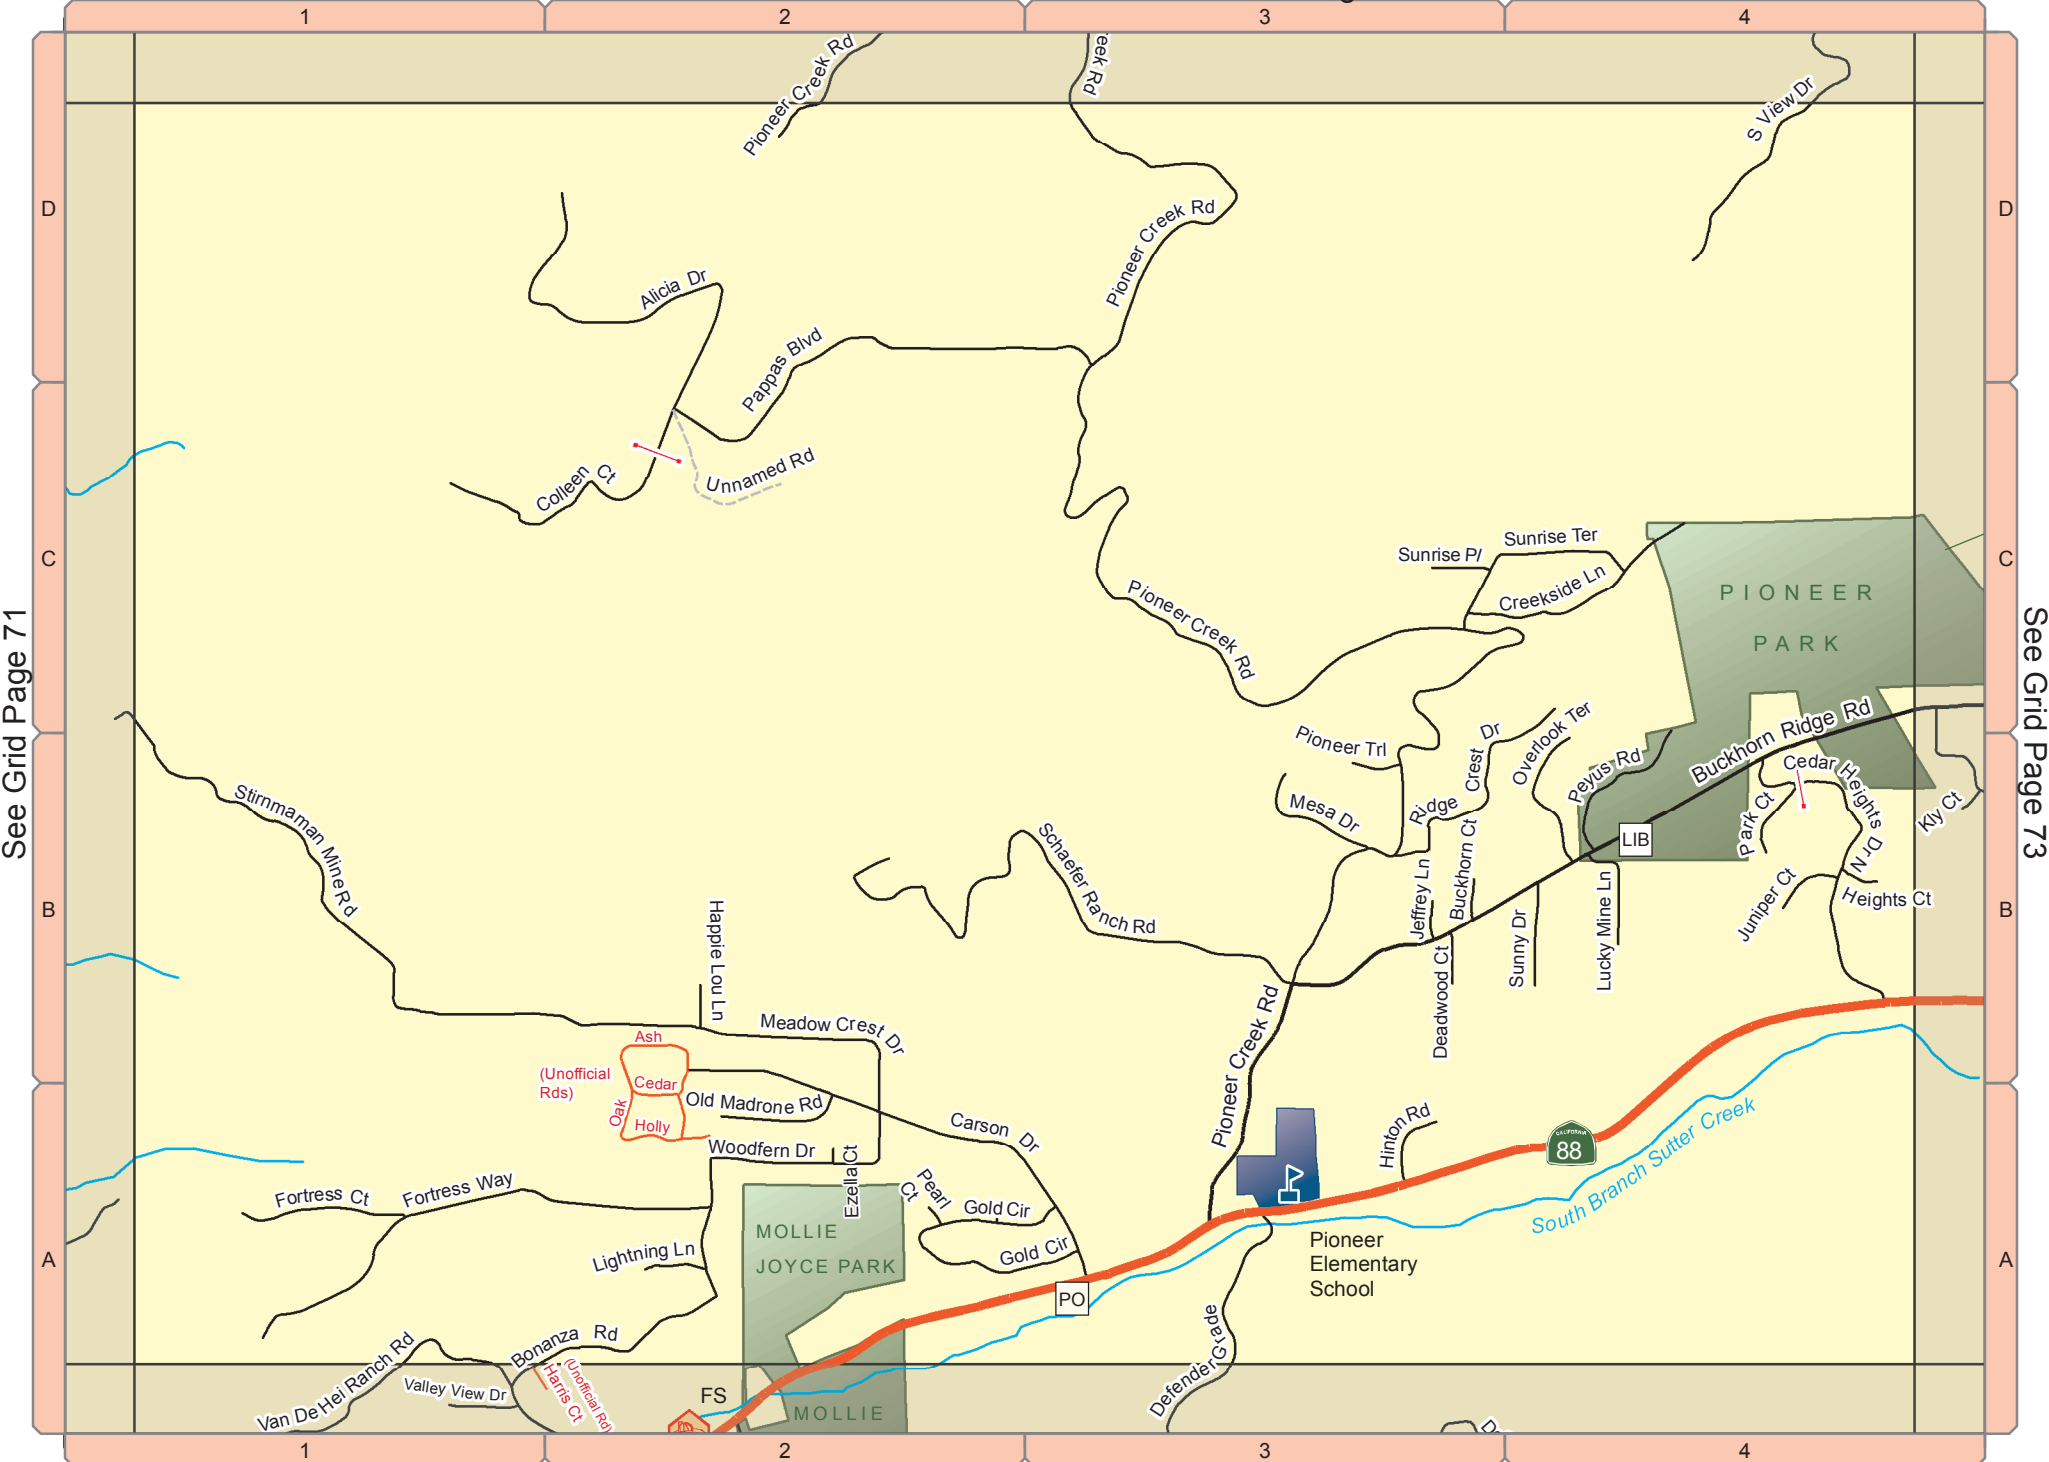 1
2
3
4
D
D
C
C
B
B
A
A
1
2
3
4
See Grid Page 71
See Grid Page 73
Pioneer Creek Rd
eek Rd
S View Dr
Pioneer Creek Rd
Alicia Dr
Pappas Blvd
Unnamed Rd
Colleen Ct
Sunrise Ter
Sunrise Pl
Creekside Ln
PIONEER
PARK
Pioneer Creek Rd
Pioneer Trl
Ridge Crest Dr
Overlook Ter
Peyus Rd
Buckhorn Ridge Rd
Cedar Heights Dr N
Park Ct
Kly Ct
Juniper Ct
Heights Ct
LIB
Mesa Dr
Jeffrey Ln
Buckhorn Ct
Deadwood Ct
Sunny Dr
Lucky Mine Ln
Stirnaman Mine Rd
Schaefer Ranch Rd
Happie Lou Ln
Meadow Crest Dr
Ash
(Unofficial
Rds)
Cedar
Oak
Holly
Old Madrone Rd
Carson Dr
Woodfern Dr
Ezella Ct
Pearl
Ct
Gold Cir
Gold Cir
Pioneer Creek Rd
Hinton Rd
CALIFORNIA
88
South Branch Sutter Creek
Pioneer
Elementary
School
Fortress Ct
Fortress Way
Lightning Ln
MOLLIE
JOYCE PARK
PO
Defender Grade
Bonanza Rd
Van De Hei Ranch Rd
Valley View Dr
Harris Ct
(Unofficial Rd)
FS
MOLLIE
D